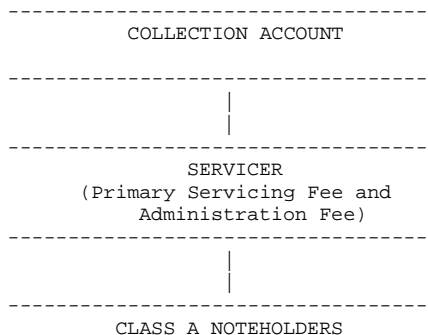 -----------------------------------
COLLECTION ACCOUNT
-----------------------------------
|
|
-----------------------------------
SERVICER
(Primary Servicing Fee and
Administration Fee)
-----------------------------------
|
|
-----------------------------------
CLASS A NOTEHOLDERS